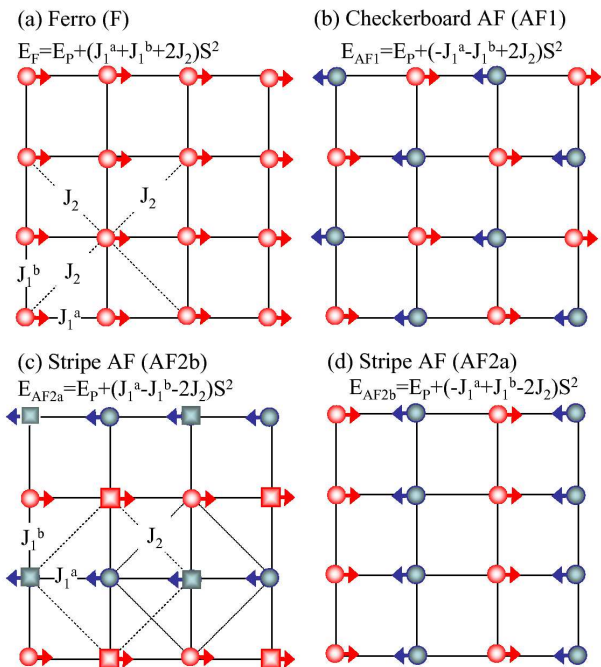 (a) Ferro (F)
E_F=E_P+(J_1^a+J_1^b+2J_2)S^2
J_2
J_2
J_1^b
J_2
J_1^a
(b) Checkerboard AF (AF1)
E_AF1=E_P+(-J_1^a-J_1^b+2J_2)S^2
(c) Stripe AF (AF2b)
E_AF2a=E_P+(J_1^a-J_1^b-2J_2)S^2
J_1^b
J_2
J_1^a
(d) Stripe AF (AF2a)
E_AF2b=E_P+(-J_1^a+J_1^b-2J_2)S^2